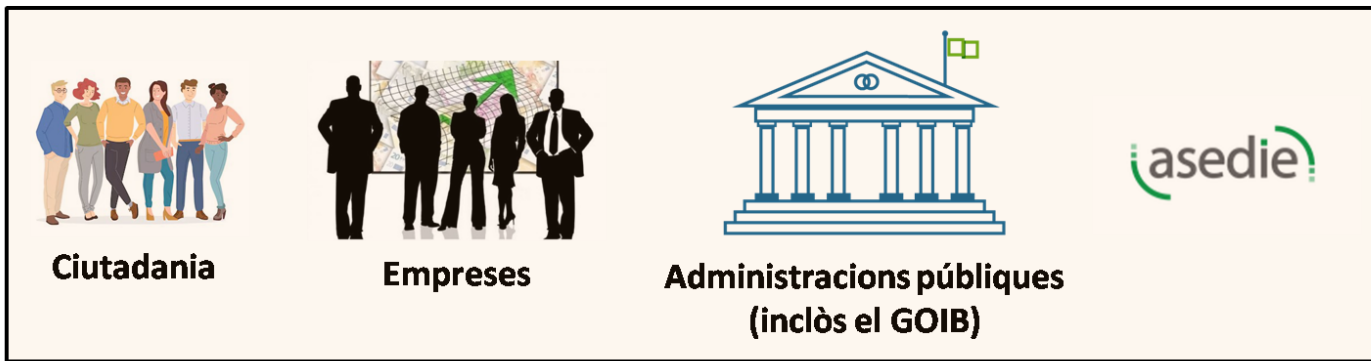 Ciutadania
Empreses
Administracions públiques
(inclòs el GOIB)
asedie